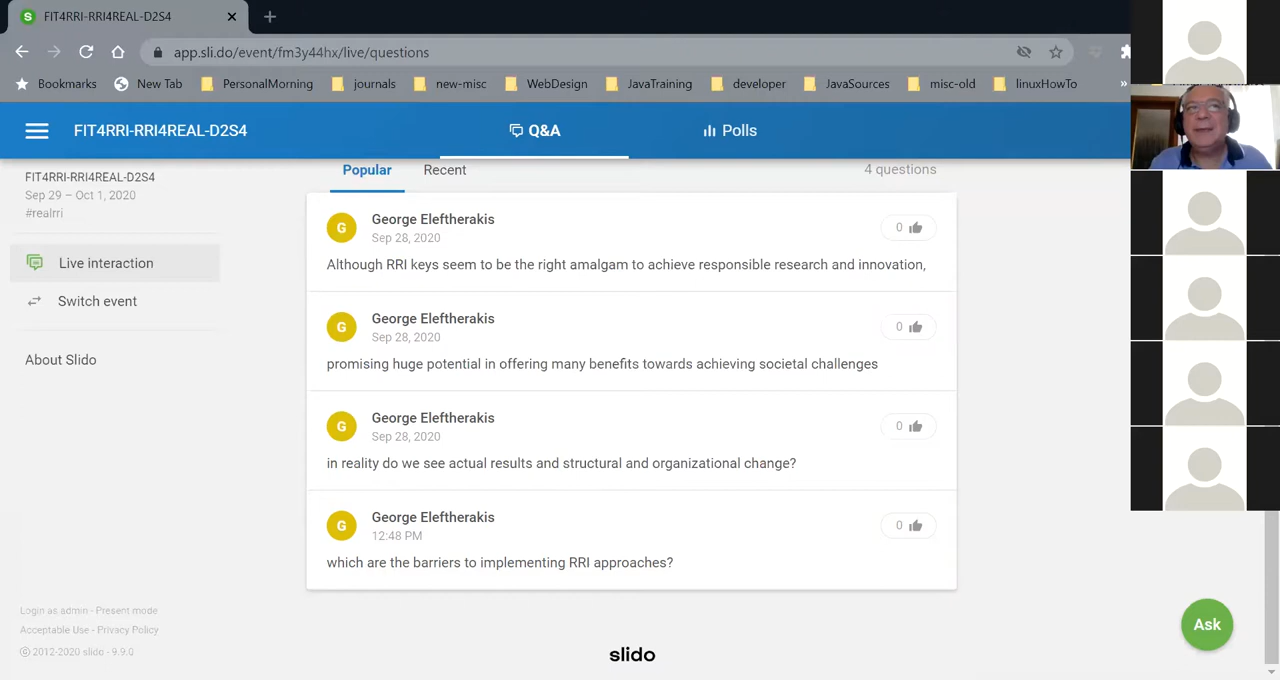 FIT4RRI-RRI4REAL-D2S4
app.sli.do/event/fm3y44hx/live/questions
Bookmarks New Tab PersonalMorning journals new-misc WebDesign JavaTraining developer JavaSources misc-old linuxHowTo »
FIT4RRI-RRI4REAL-D2S4 Q&A Polls
FIT4RRI-RRI4REAL-D2S4
Sep 29 – Oct 1, 2020
#realrri
Live interaction
Switch event
About Slido
Popular Recent 4 questions
George Eleftherakis
Sep 28, 2020
0
Although RRI keys seem to be the right amalgam to achieve responsible research and innovation,
George Eleftherakis
Sep 28, 2020
0
promising huge potential in offering many benefits towards achieving societal challenges
George Eleftherakis
Sep 28, 2020
0
in reality do we see actual results and structural and organizational change?
George Eleftherakis
12:48 PM
0
which are the barriers to implementing RRI approaches?
Login as admin - Present mode
Acceptable Use - Privacy Policy
© 2012-2020 slido - 9.9.0
slido
Ask